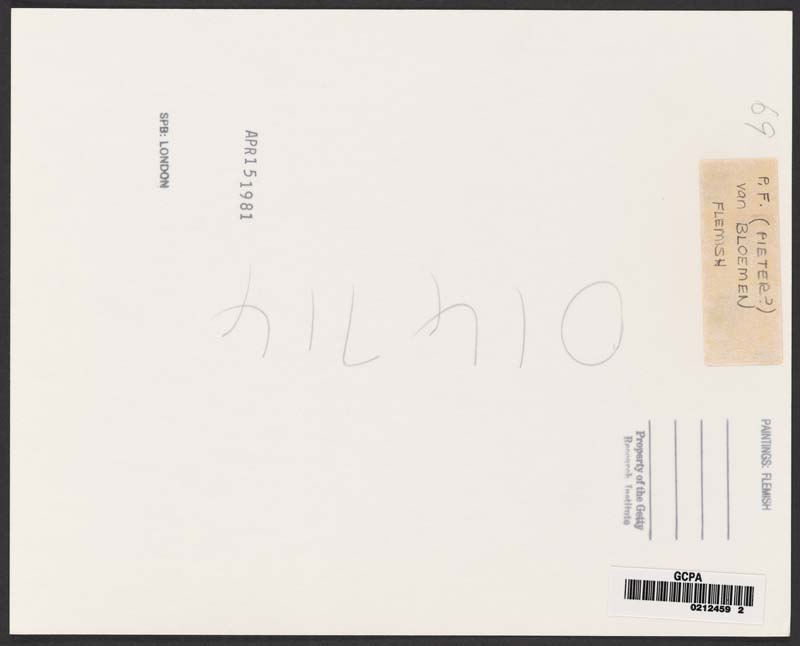 69
P.F. (PIETER?)
van BLOEMEN
FLEMISH
PAINTINGS: FLEMISH
Property of the Getty
Research Institute
014714
APR 15 1981
SPB: LONDON
GCPA
0212459 2